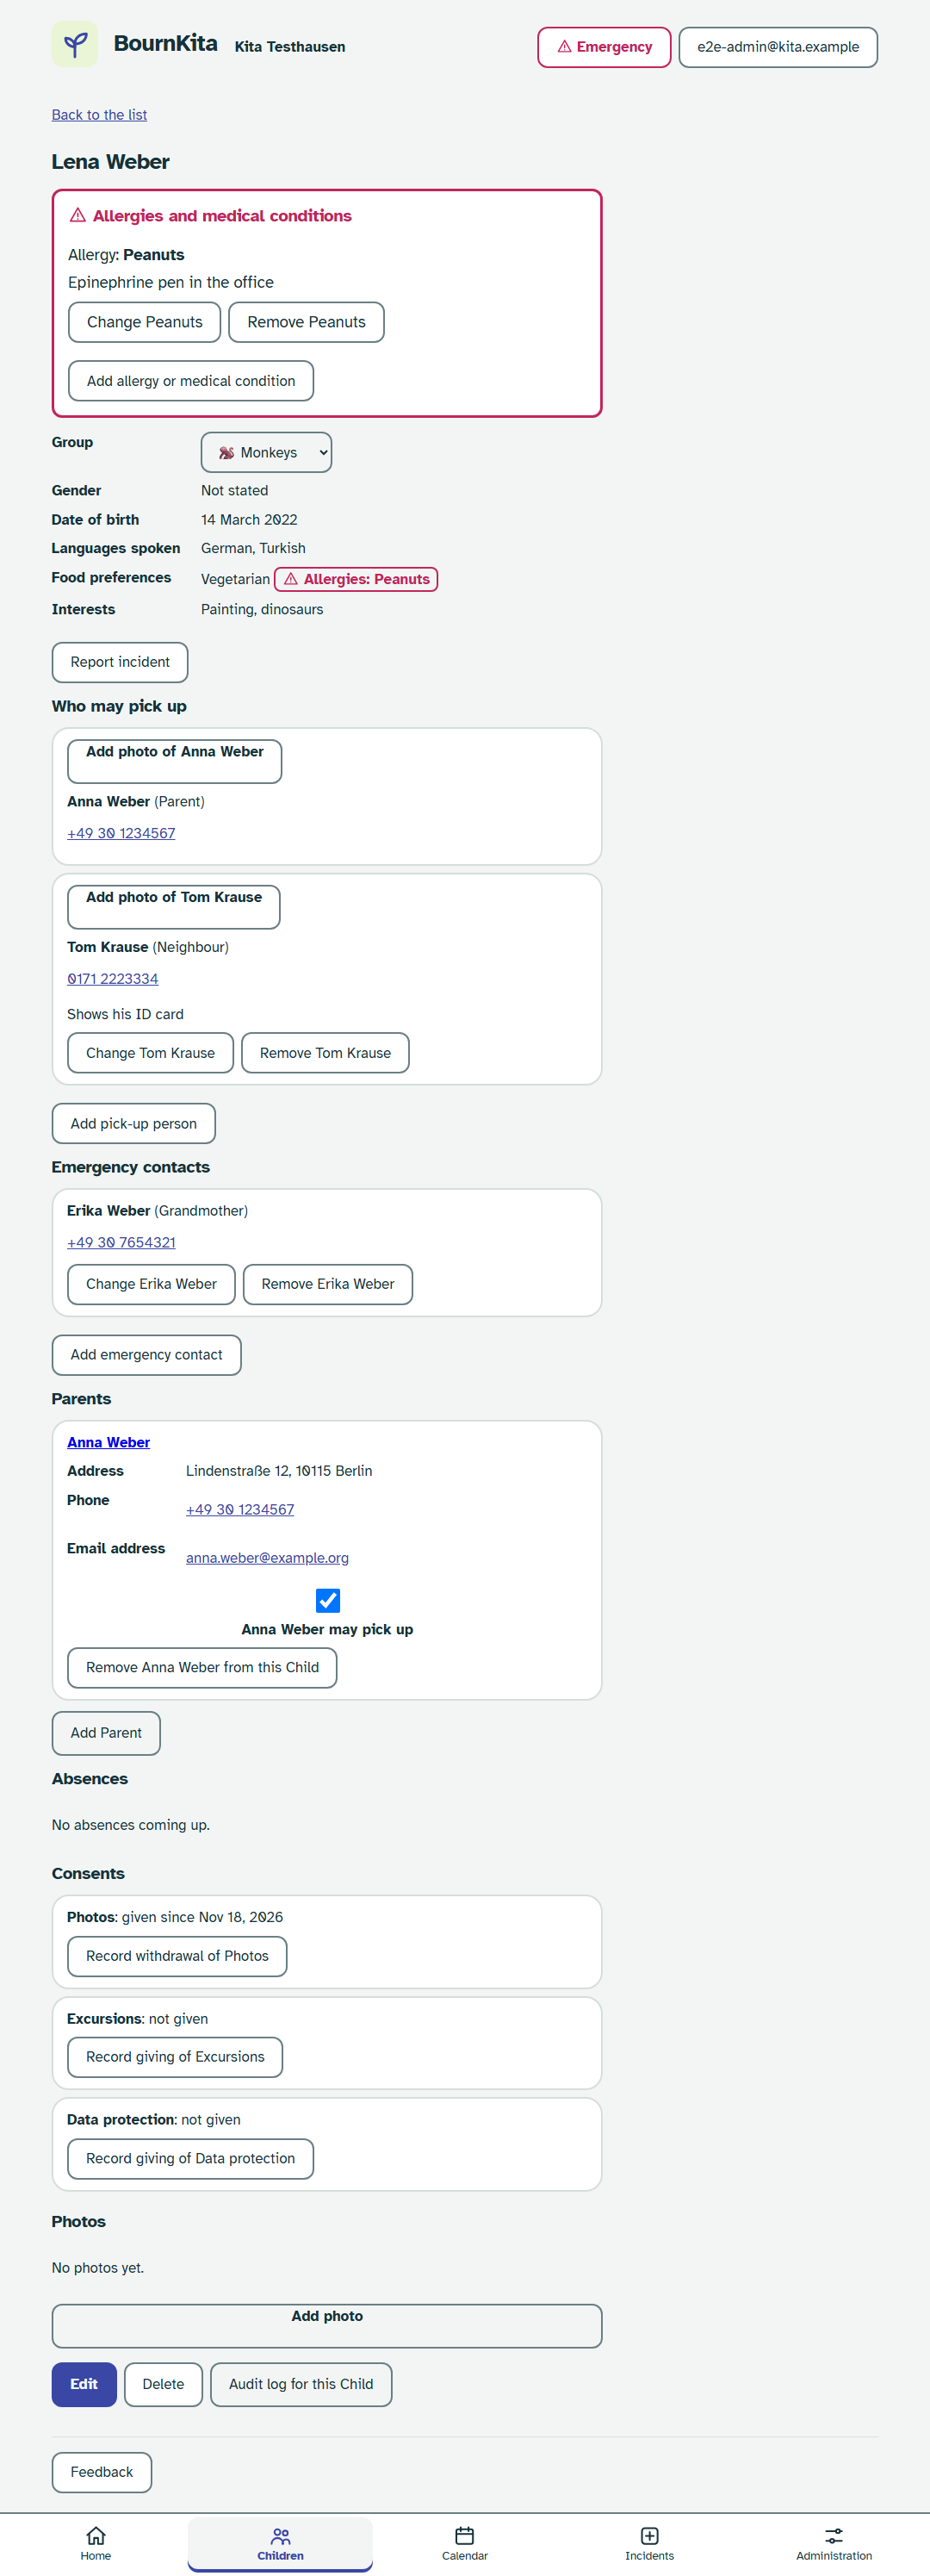 BournKita Kita Testhausen Emergency e2e-admin@kita.example
Back to the list
Lena Weber
Allergies and medical conditions
Allergy: Peanuts
Epinephrine pen in the office
Change Peanuts Remove Peanuts
Add allergy or medical condition
Group Monkeys
Gender Not stated
Date of birth 14 March 2022
Languages spoken German, Turkish
Food preferences Vegetarian Allergies: Peanuts
Interests Painting, dinosaurs
Report incident
Who may pick up
Add photo of Anna Weber
Anna Weber (Parent)
+49 30 1234567
Add photo of Tom Krause
Tom Krause (Neighbour)
0171 2223334
Shows his ID card
Change Tom Krause Remove Tom Krause
Add pick-up person
Emergency contacts
Erika Weber (Grandmother)
+49 30 7654321
Change Erika Weber Remove Erika Weber
Add emergency contact
Parents
Anna Weber
Address Lindenstraße 12, 10115 Berlin
Phone +49 30 1234567
Email address anna.weber@example.org
Anna Weber may pick up
Remove Anna Weber from this Child
Add Parent
Absences
No absences coming up.
Consents
Photos: given since Nov 18, 2026
Record withdrawal of Photos
Excursions: not given
Record giving of Excursions
Data protection: not given
Record giving of Data protection
Photos
No photos yet.
Add photo
Edit Delete Audit log for this Child
Feedback
Home Children Calendar Incidents Administration